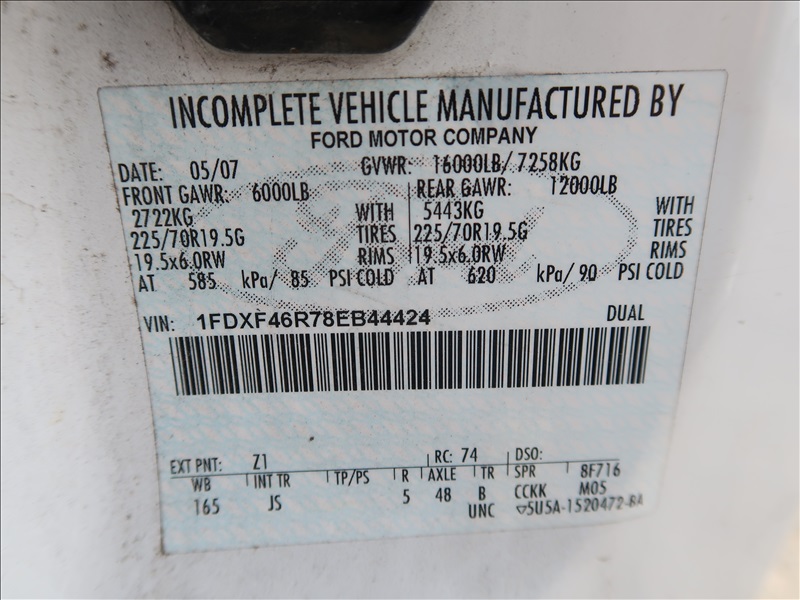 INCOMPLETE VEHICLE MANUFACTURED BY
FORD MOTOR COMPANY
DATE: 05/07 GVWR: 16000LB/ 7258KG
FRONT GAWR: 6000LB REAR GAWR: 12000LB
2722KG WITH 5443KG WITH
225/70R19.5G TIRES 225/70R19.5G TIRES
19.5x6.0RW RIMS 19.5x6.0RW RIMS
AT 585 kPa/ 85 PSI COLD AT 620 kPa/ 90 PSI COLD
VIN: 1FDXF46R78EB44424 DUAL
EXT PNT: Z1 RC: 74 DSO:
WB INT TR TP/PS R AXLE TR SPR 8F716
165 JS 5 48 B CCKK M05
UNC ▽5U5A-1520472-BA